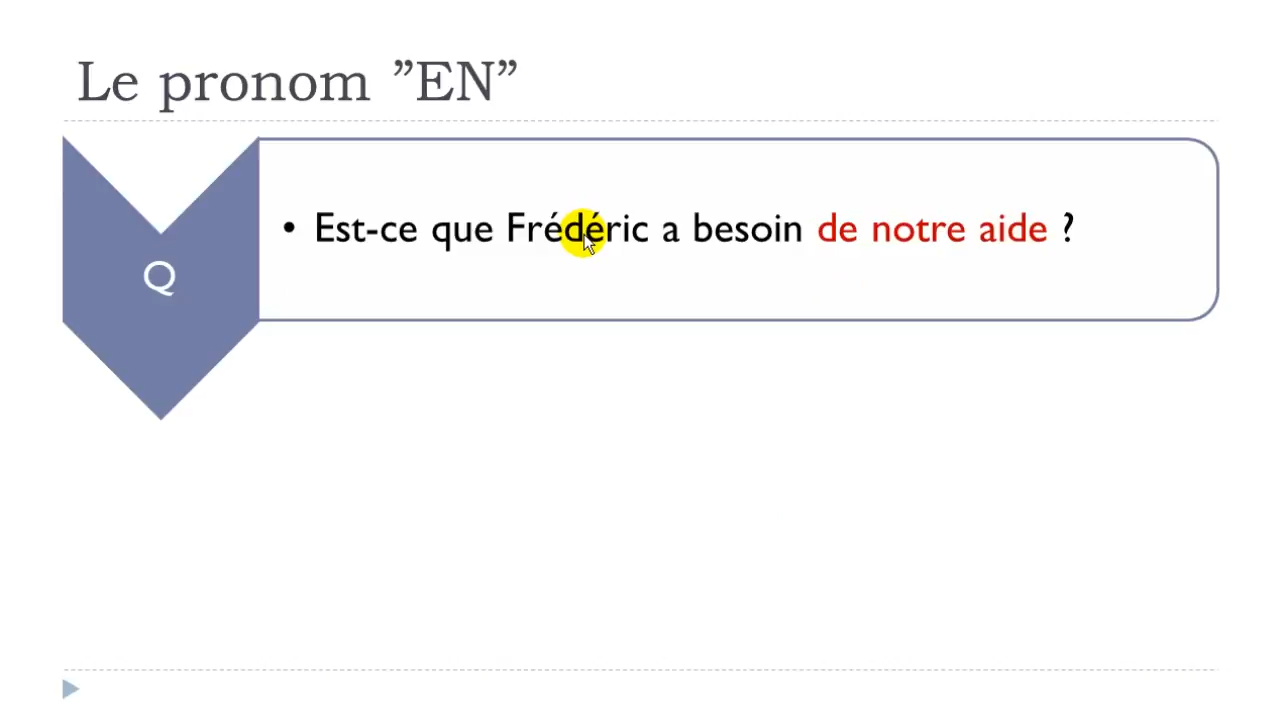 Le pronom ”EN”
Q
• Est-ce que Frédéric a besoin de notre aide ?